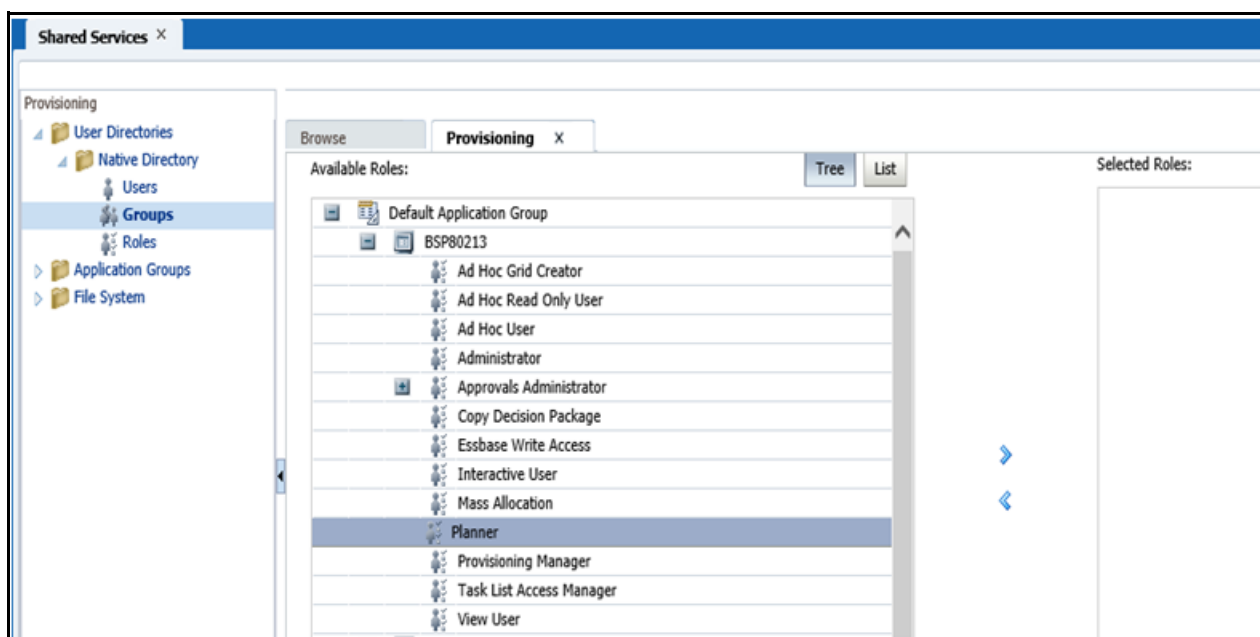 Shared Services ×
Provisioning
User Directories
Native Directory
Users
Groups
Roles
Application Groups
File System
Browse
Provisioning X
Available Roles:
Tree
List
Selected Roles:
Default Application Group
BSP80213
Ad Hoc Grid Creator
Ad Hoc Read Only User
Ad Hoc User
Administrator
Approvals Administrator
Copy Decision Package
Essbase Write Access
Interactive User
Mass Allocation
Planner
Provisioning Manager
Task List Access Manager
View User